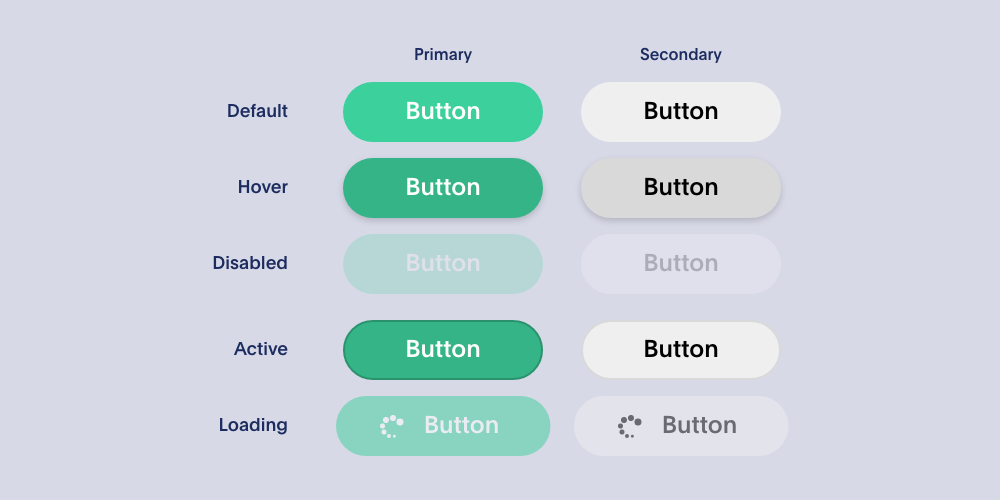 Primary Secondary
Default Button Button
Hover Button Button
Disabled Button Button
Active Button Button
Loading Button Button